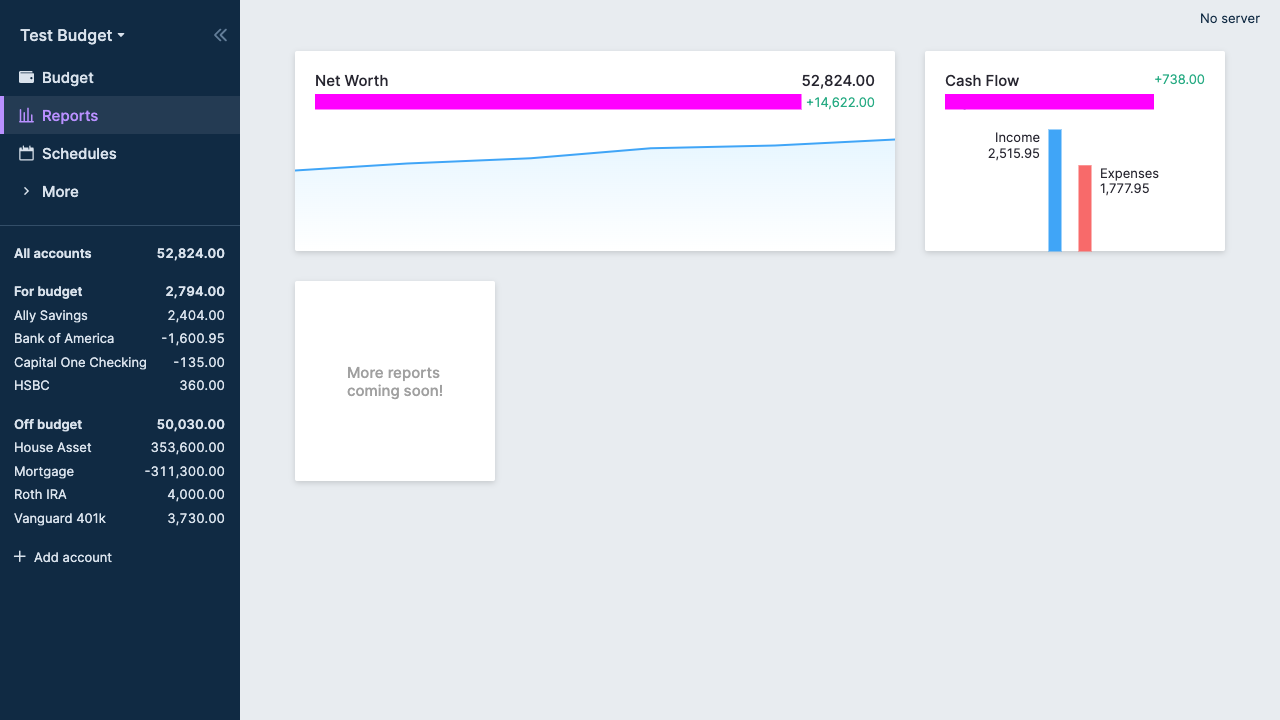 Test Budget
Budget
Reports
Schedules
More
All accounts 52,824.00
For budget 2,794.00
Ally Savings 2,404.00
Bank of America -1,600.95
Capital One Checking -135.00
HSBC 360.00
Off budget 50,030.00
House Asset 353,600.00
Mortgage -311,300.00
Roth IRA 4,000.00
Vanguard 401k 3,730.00
Add account
No server
Net Worth 52,824.00
+14,622.00
Cash Flow +738.00
Income
2,515.95
Expenses
1,777.95
More reports
coming soon!